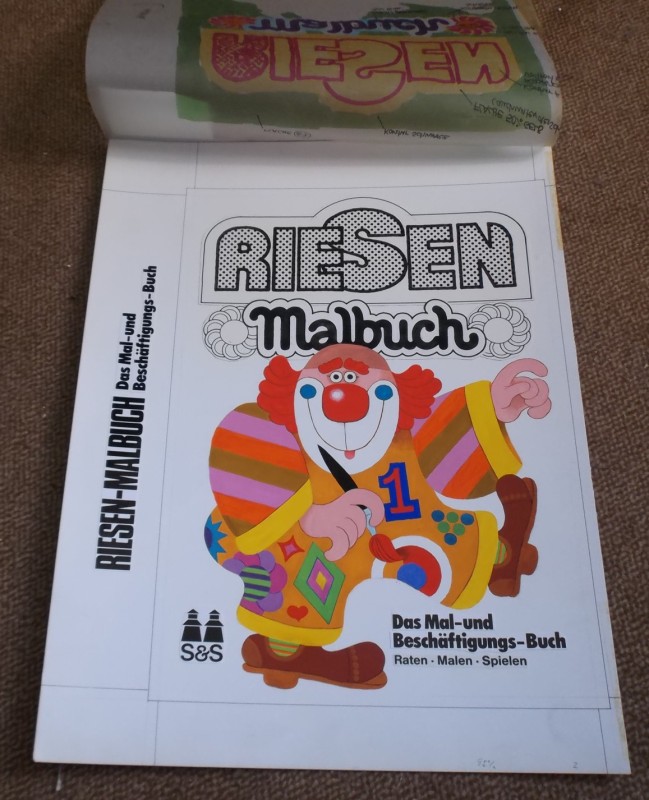 Malbuch
RIESEN
RIESEN
Malbuch
1
Das Mal-und
Beschäftigungs-Buch
Raten · Malen · Spielen
S&S
RIESEN-MALBUCH Das Mal-und
Beschäftigungs-Buch